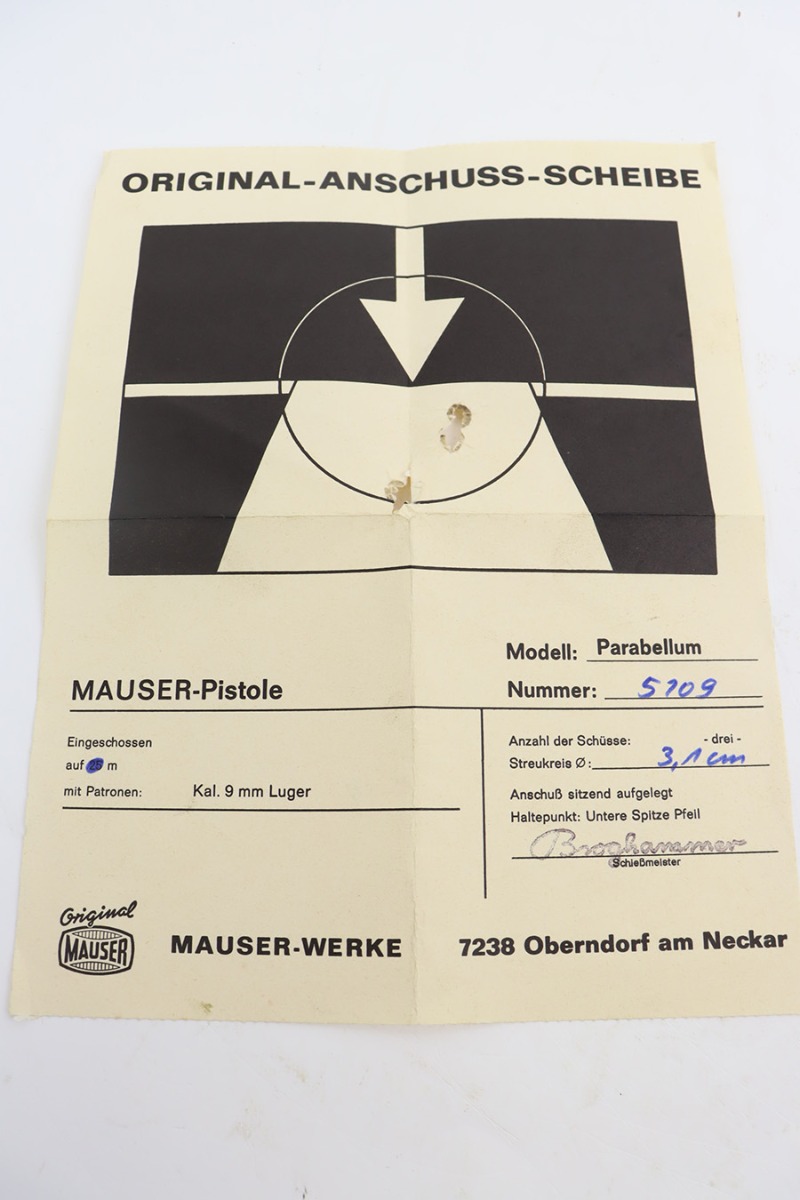 ORIGINAL-ANSCHUSS-SCHEIBE
Modell: Parabellum
MAUSER-Pistole
Nummer: 5709
Eingeschossen
auf 25 m
mit Patronen: Kal. 9 mm Luger
Anzahl der Schüsse: - drei -
Streukreis Ø: 3,1 cm
Anschuß sitzend aufgelegt
Haltepunkt: Untere Spitze Pfeil
Broghammer
Schießmeister
Original
MAUSER
MAUSER-WERKE 7238 Oberndorf am Neckar